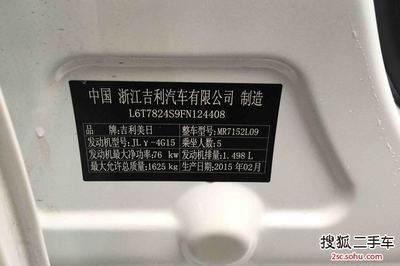 中国 浙江吉利汽车有限公司 制造
L6T7824S9FN124408
品牌:吉利美日 整车型号:MR7152L09
发动机型号:JLγ-4G15 乘坐人数:5
发动机最大净功率:76 kw 发动机排量:1.498 L
最大允许总质量:1625 kg 生产日期:2015 年02月
搜狐 二手车
2sc.sohu.com